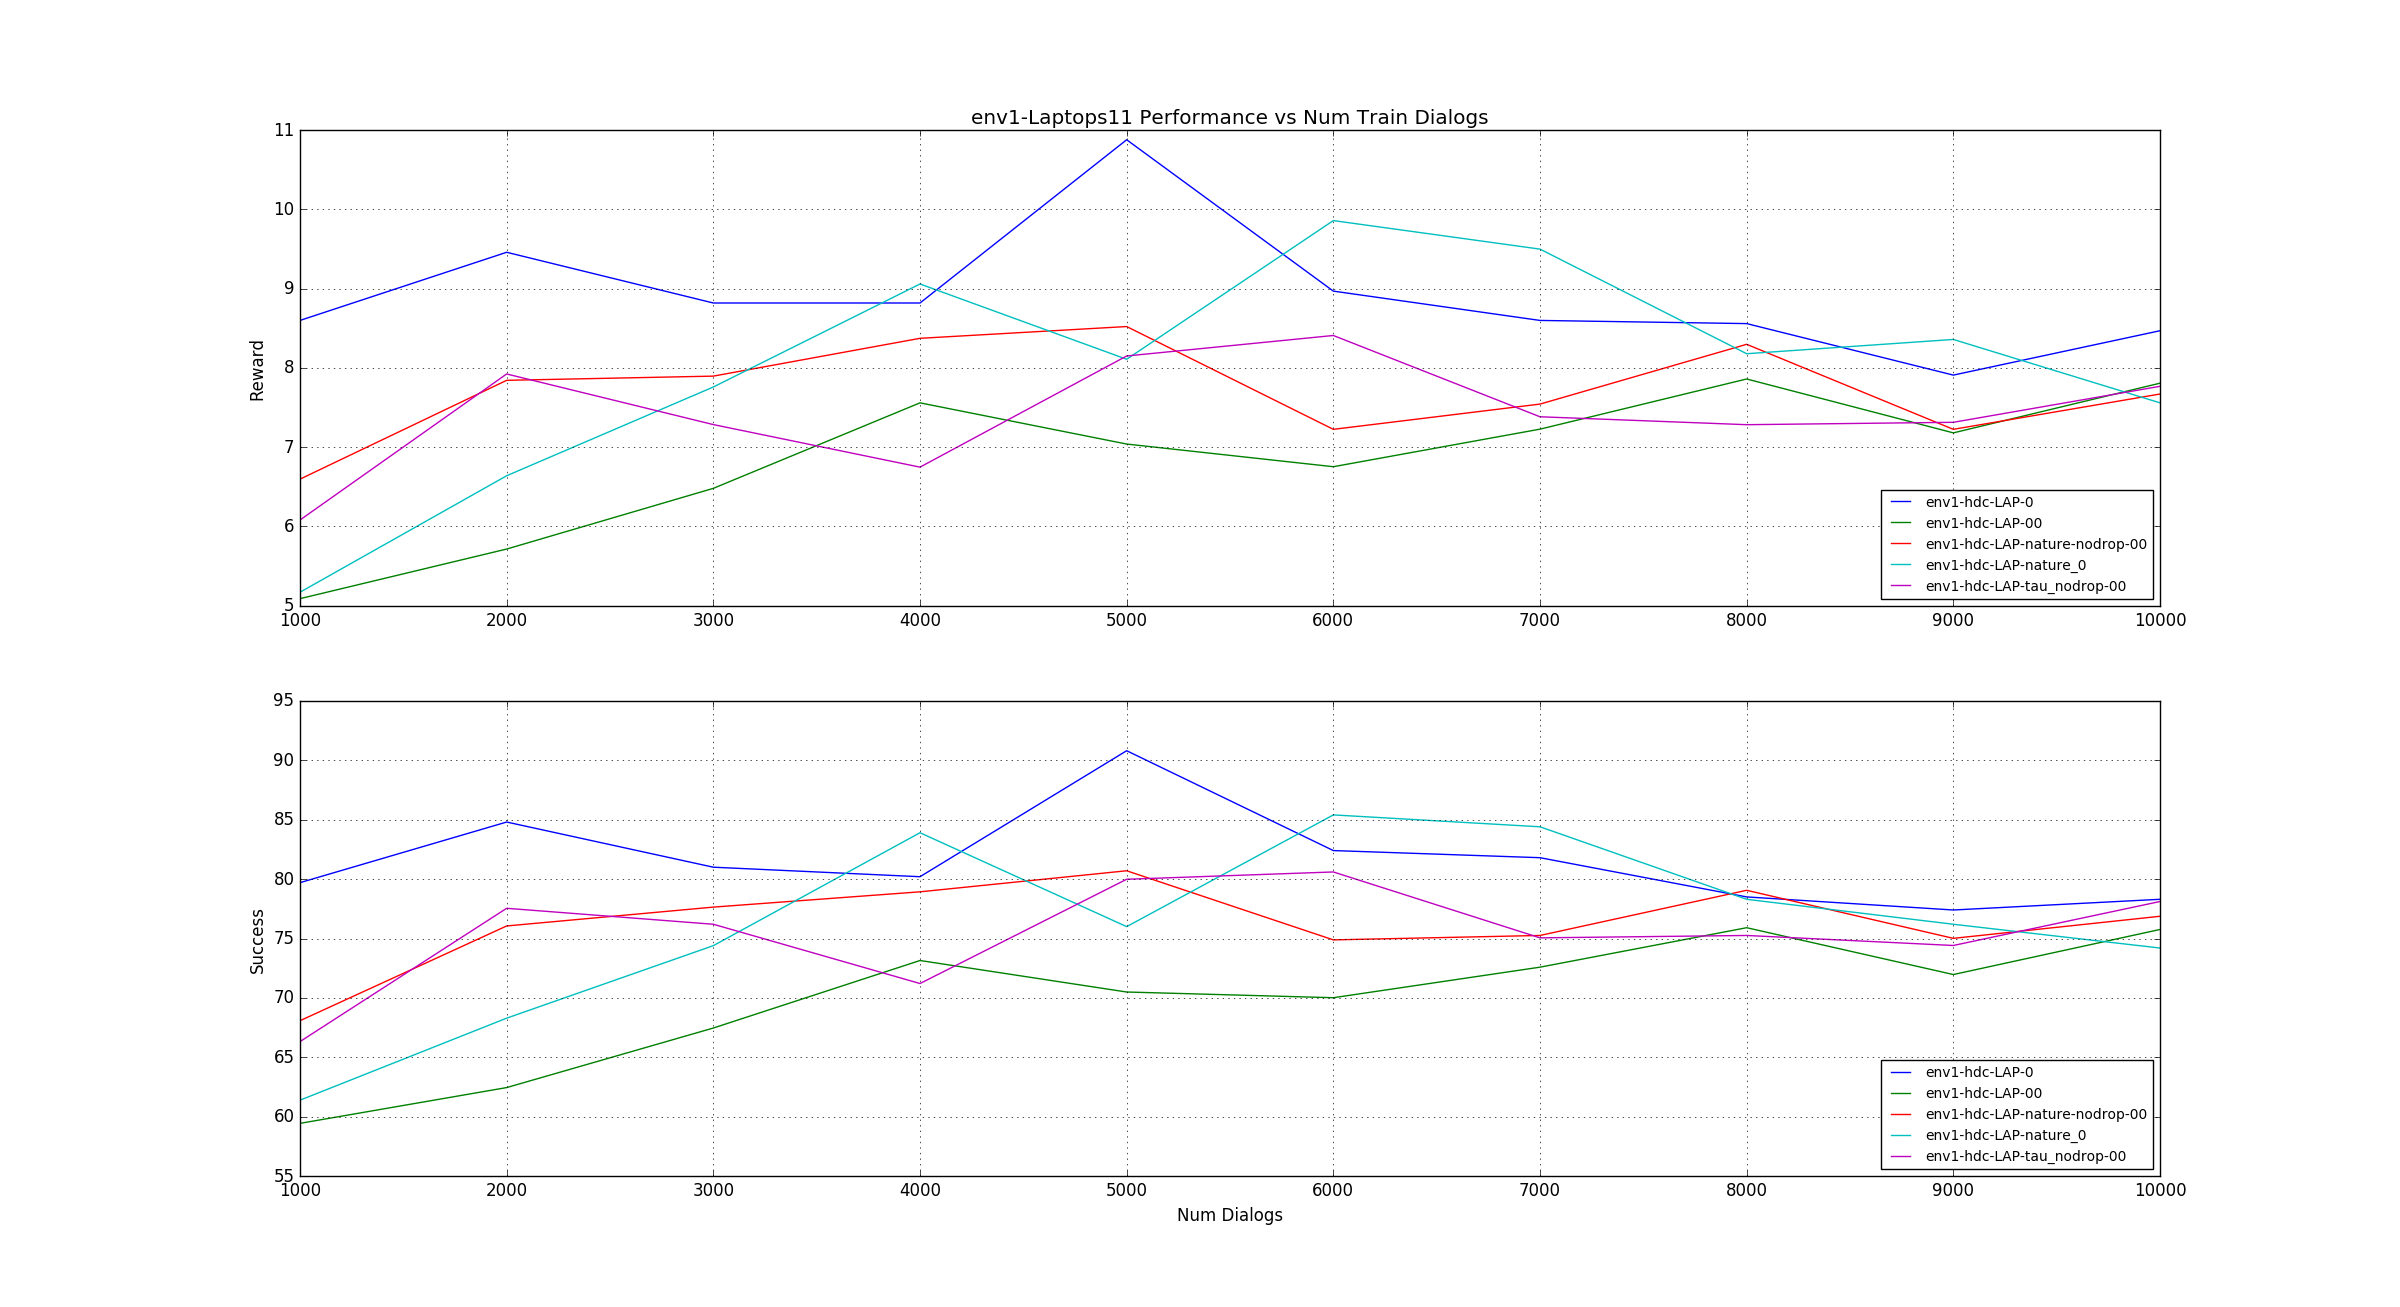 env1-Laptops11 Performance vs Num Train Dialogs
11
10
9
8
7
6
5
Reward
1000 2000 3000 4000 5000 6000 7000 8000 9000 10000
env1-hdc-LAP-0
env1-hdc-LAP-00
env1-hdc-LAP-nature-nodrop-00
env1-hdc-LAP-nature_0
env1-hdc-LAP-tau_nodrop-00
95
90
85
80
75
70
65
60
55
Success
1000 2000 3000 4000 5000 6000 7000 8000 9000 10000
Num Dialogs
env1-hdc-LAP-0
env1-hdc-LAP-00
env1-hdc-LAP-nature-nodrop-00
env1-hdc-LAP-nature_0
env1-hdc-LAP-tau_nodrop-00